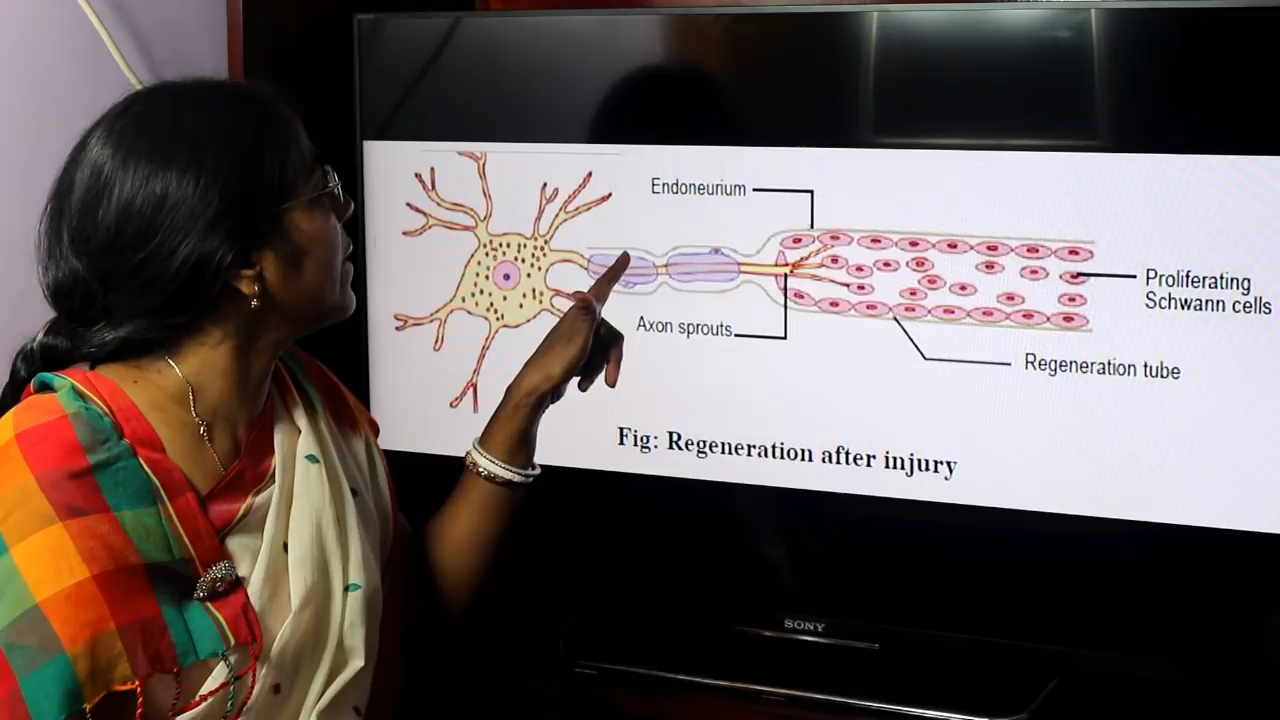 Endoneurium
Proliferating
Schwann cells
Axon sprouts
Regeneration tube
Fig: Regeneration after injury
SONY